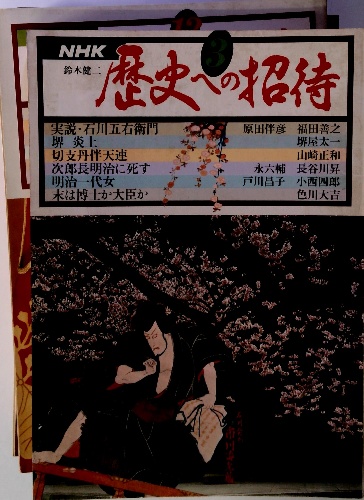 12
NHK
3
鈴木健二
歴史への招待
実説・石川五右衛門 原田伴彦 福田善之
堺 炎上 堺屋太一
切支丹伴天連 山崎正和
次郎長明治に死す 永六輔 長谷川昇
明治一代女 戸川昌子 小西四郎
末は博士か大臣か 色川大吉